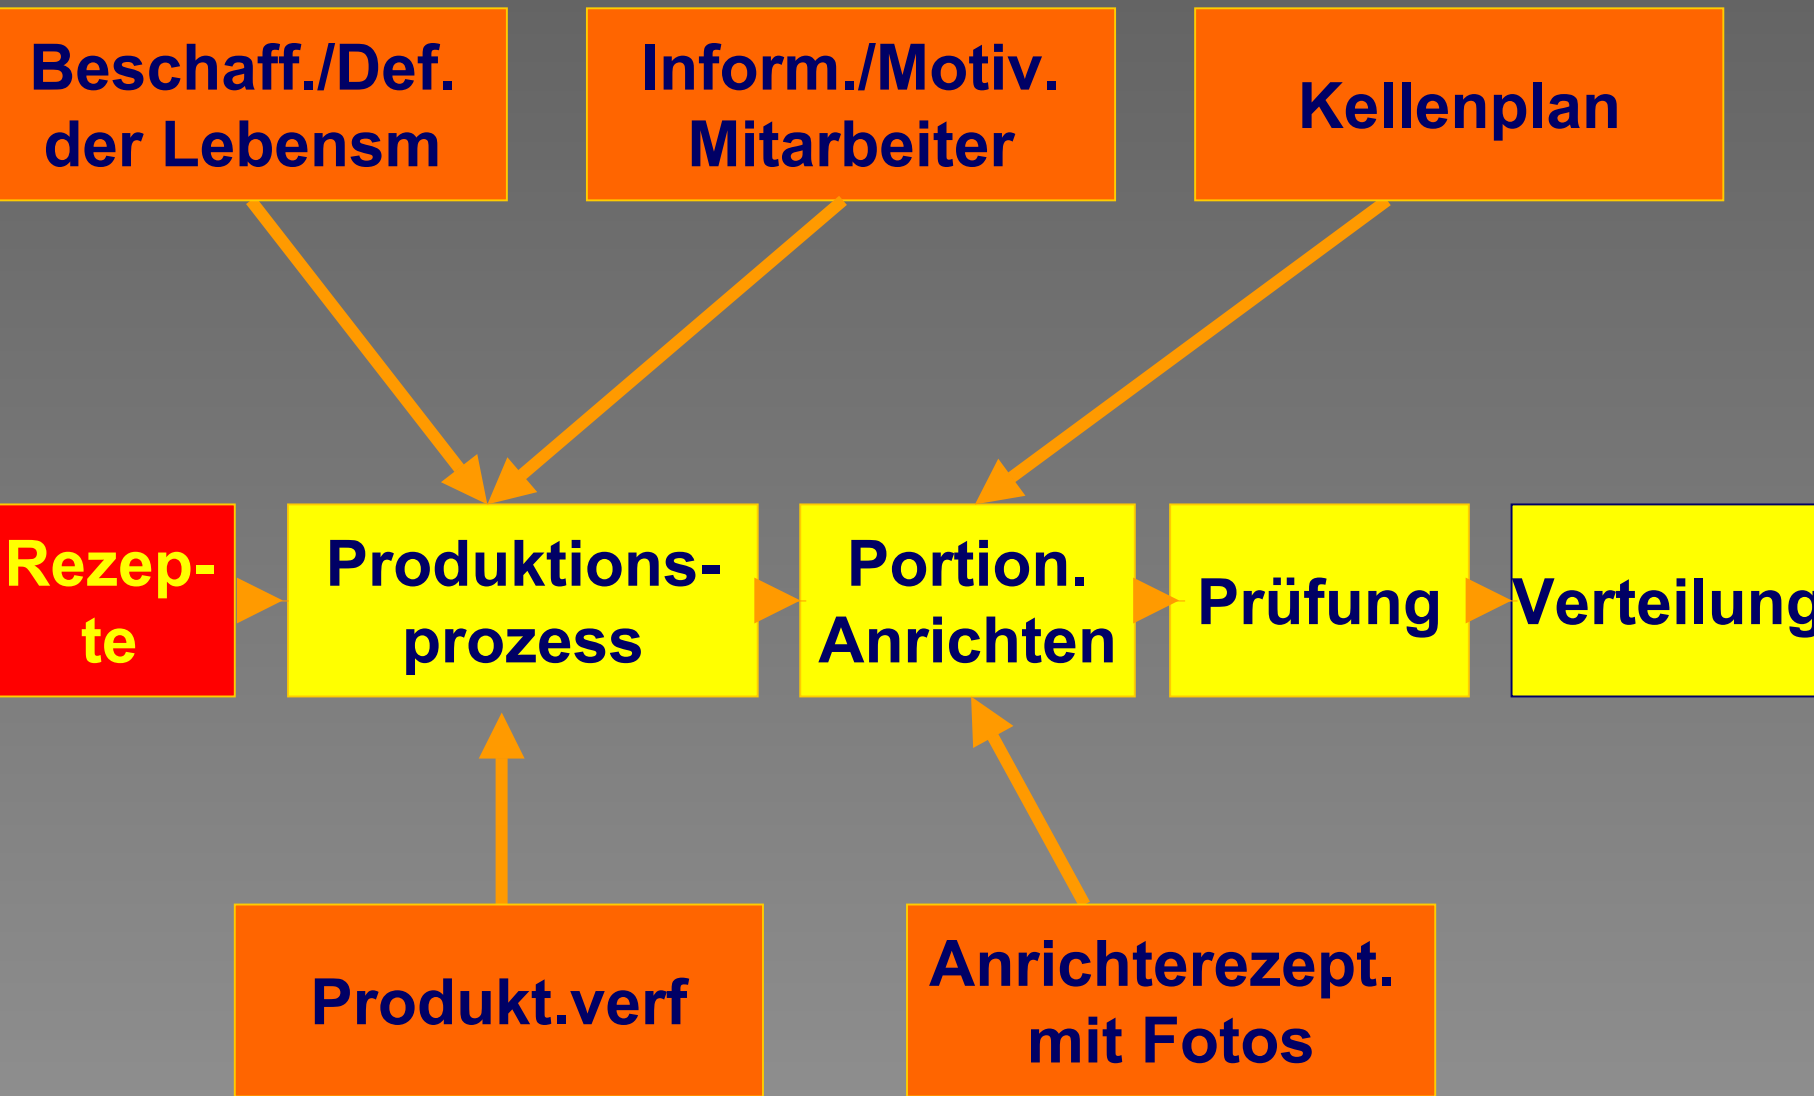 Beschaff./Def.
der Lebensm
Inform./Motiv.
Mitarbeiter
Kellenplan
Rezep-
te
Produktions-
prozess
Portion.
Anrichten
Prüfung
Verteilung
Produkt.verf
Anrichterezept.
mit Fotos